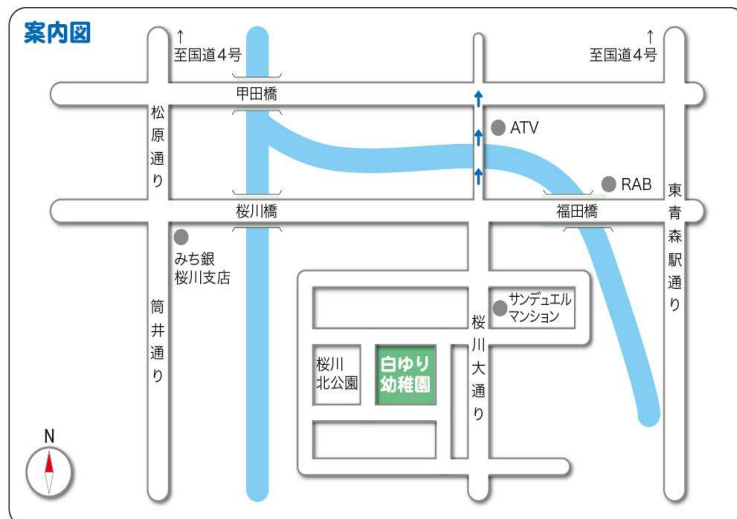 案内図
↑
至国道4号
↑
至国道4号
甲田橋
松原通り
ATV
RAB
桜川橋
福田橋
東青森駅通り
みち銀
桜川支店
筒井通り
サンデュエル
マンション
桜川大通り
桜川
北公園
白ゆり
幼稚園
N